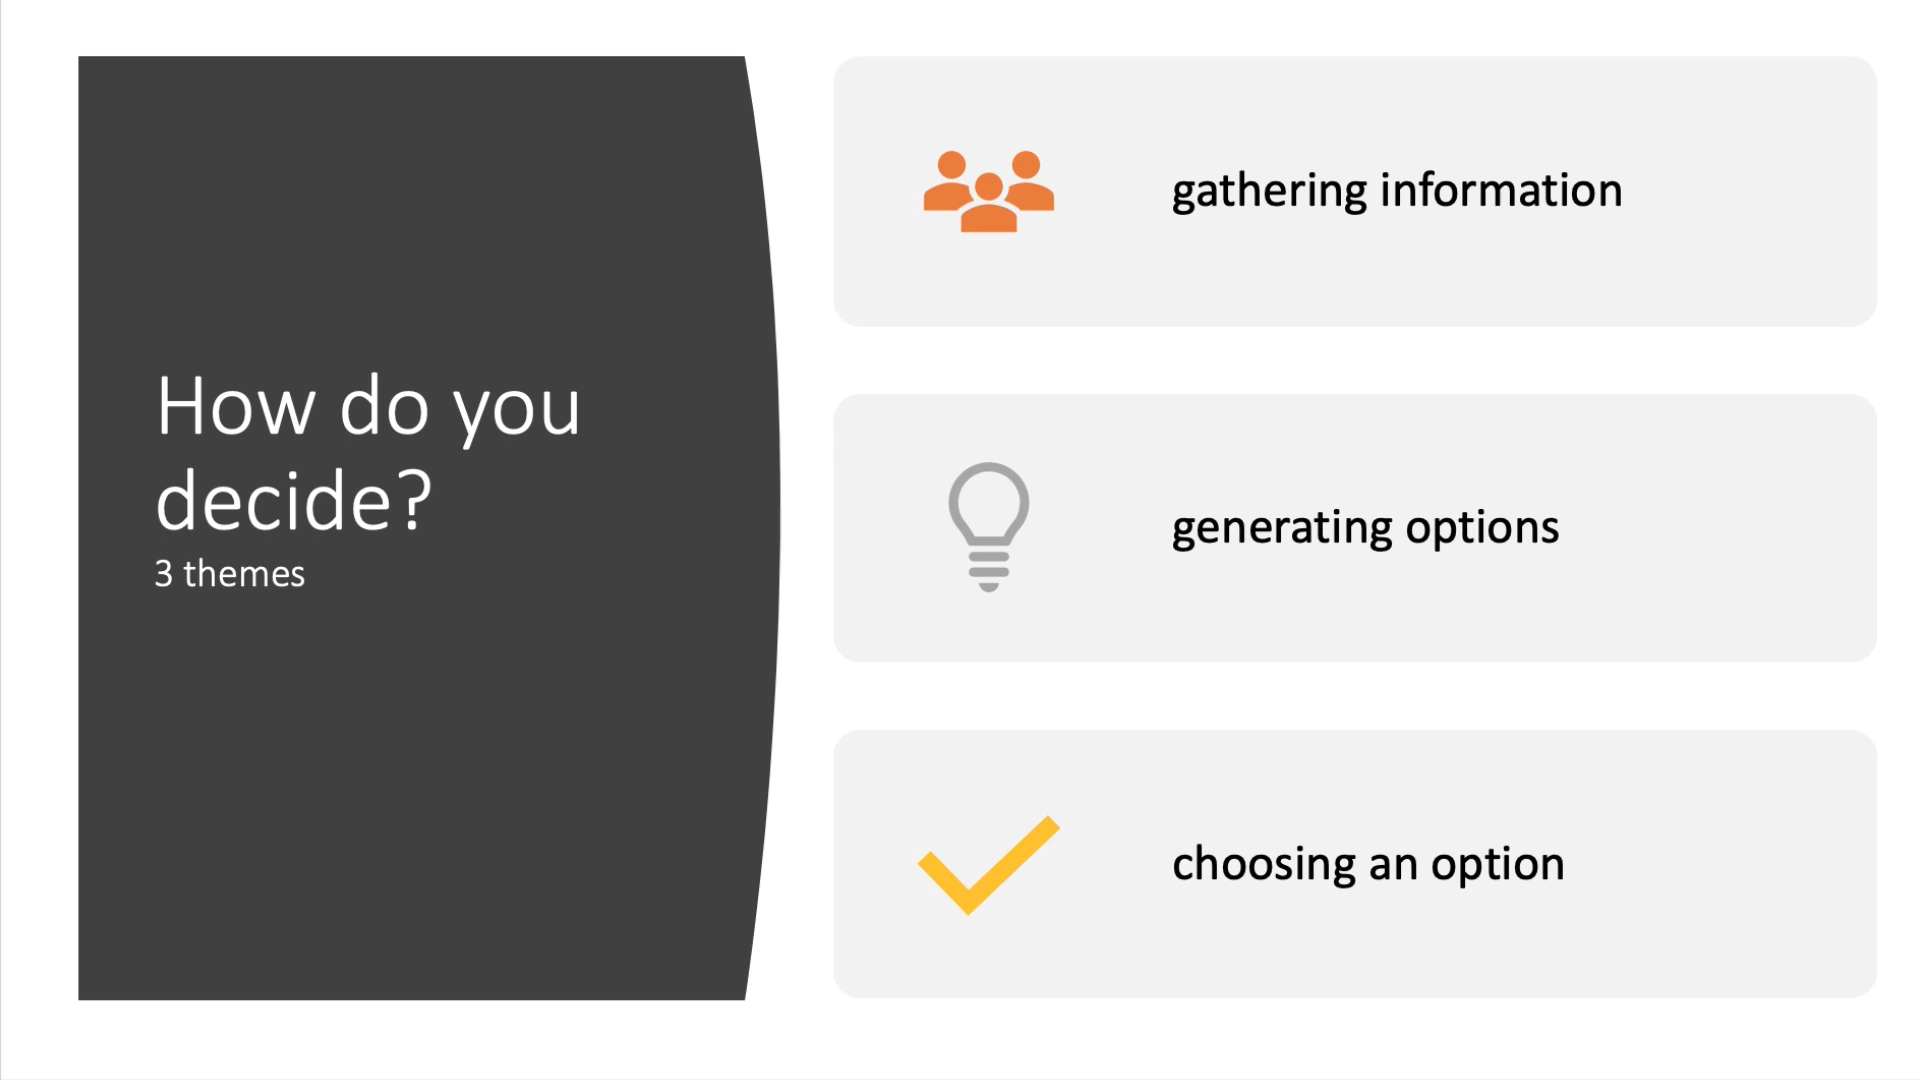 How do you
decide?
3 themes
gathering information
generating options
choosing an option